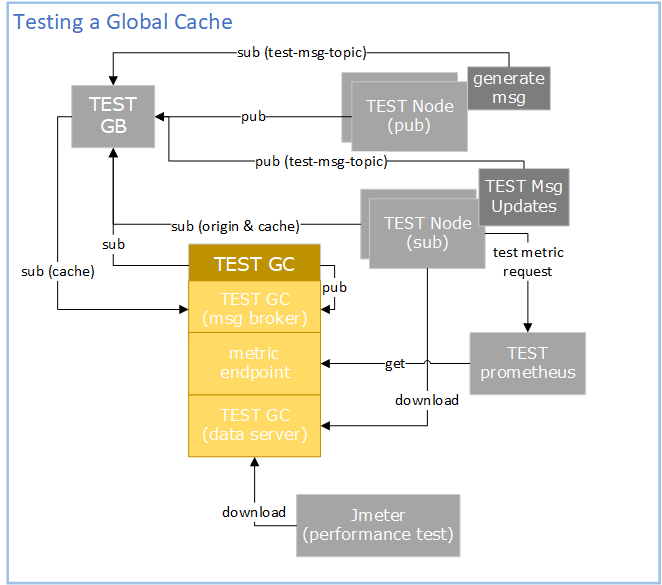 Testing a Global Cache
sub (test-msg-topic)
generate
msg
TEST
GB
TEST Node
(pub)
pub
pub (test-msg-topic)
TEST Msg
Updates
TEST Node
(sub)
sub (origin & cache)
sub
test metric
request
TEST GC
sub (cache)
pub
TEST GC
(msg broker)
metric
endpoint
get
TEST
prometheus
download
TEST GC
(data server)
download
Jmeter
(performance test)